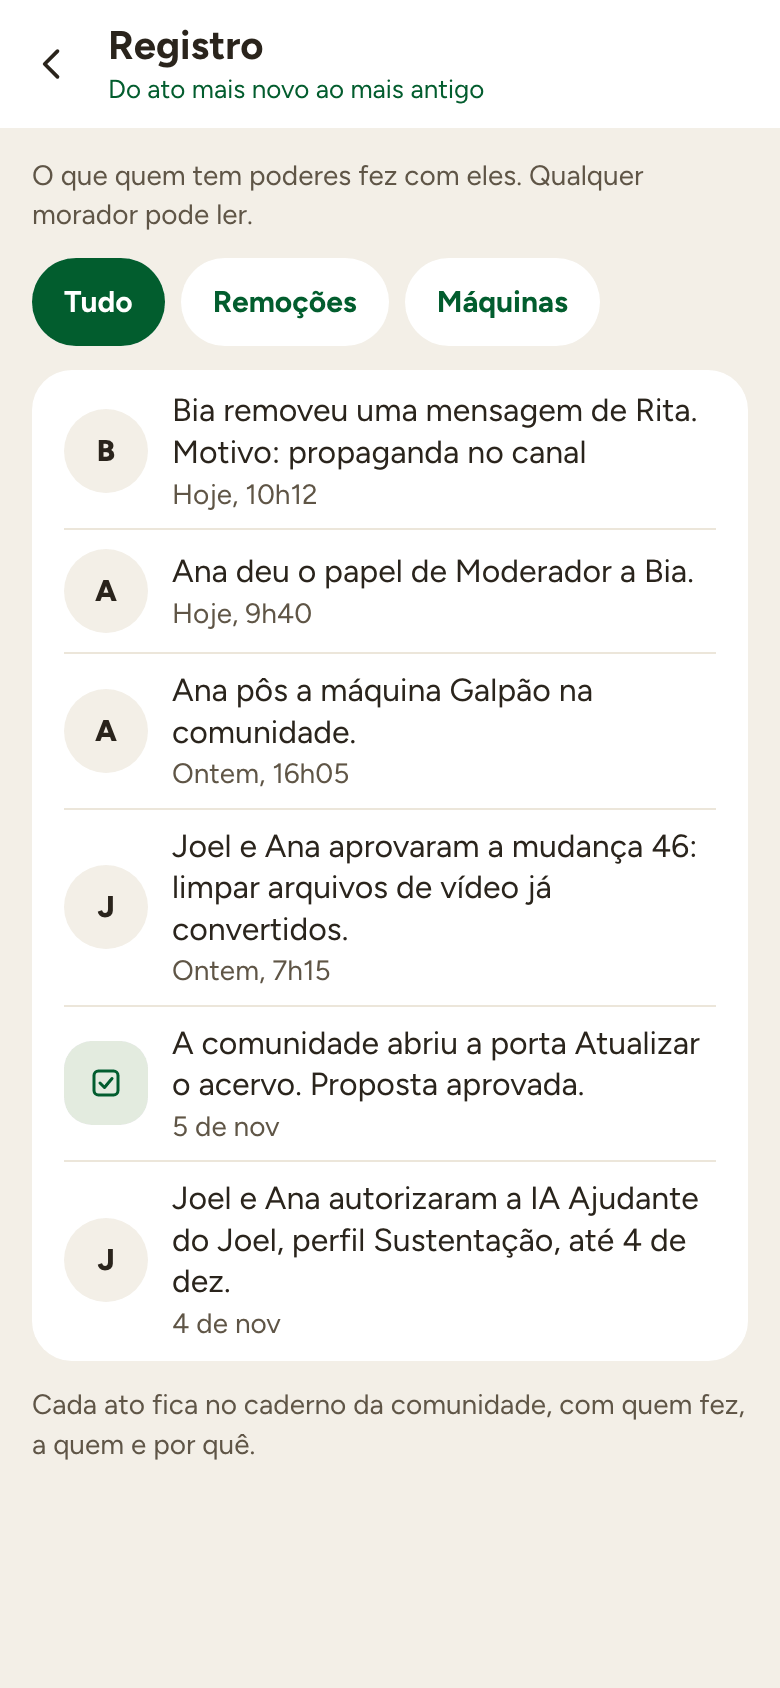 Registro
Do ato mais novo ao mais antigo
O que quem tem poderes fez com eles. Qualquer
morador pode ler.
Tudo
Remoções
Máquinas
B
Bia removeu uma mensagem de Rita.
Motivo: propaganda no canal
Hoje, 10h12
A
Ana deu o papel de Moderador a Bia.
Hoje, 9h40
A
Ana pôs a máquina Galpão na
comunidade.
Ontem, 16h05
J
Joel e Ana aprovaram a mudança 46:
limpar arquivos de vídeo já
convertidos.
Ontem, 7h15
A comunidade abriu a porta Atualizar
o acervo. Proposta aprovada.
5 de nov
J
Joel e Ana autorizaram a IA Ajudante
do Joel, perfil Sustentação, até 4 de
dez.
4 de nov
Cada ato fica no caderno da comunidade, com quem fez,
a quem e por quê.